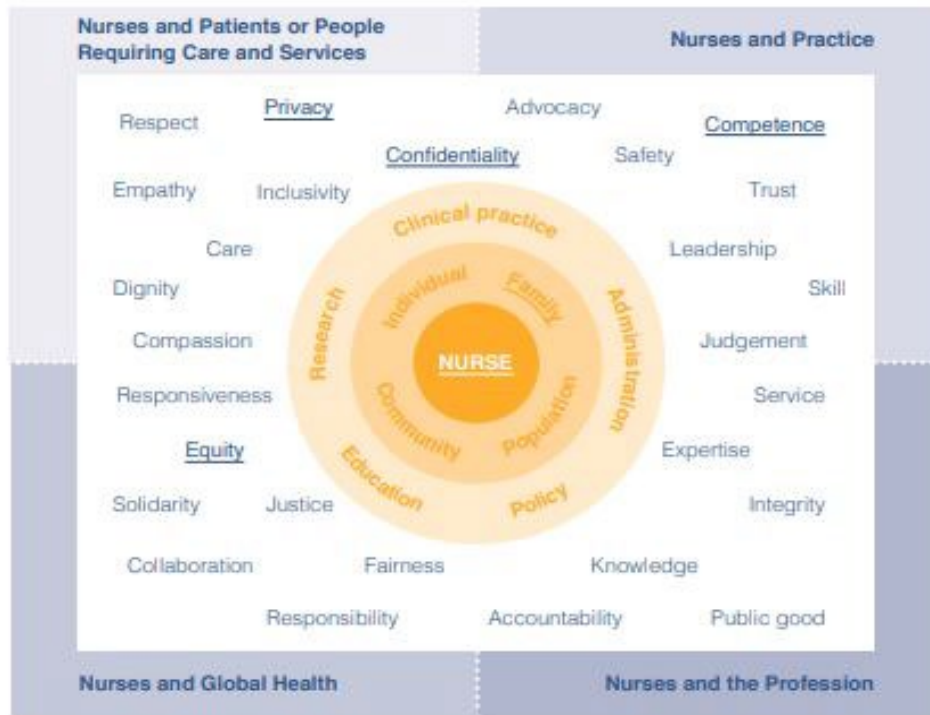 Nurses and Patients or People
Requiring Care and Services
Nurses and Practice
Respect
Privacy
Advocacy
Competence
Confidentiality
Safety
Empathy
Inclusivity
Trust
Clinical practice
Care
Leadership
Individual
Family
Dignity
Skill
Research
Administration
Compassion
Judgement
NURSE
Responsiveness
Service
Community
Population
Equity
Expertise
Education
Policy
Solidarity
Justice
Integrity
Collaboration
Fairness
Knowledge
Responsibility
Accountability
Public good
Nurses and Global Health
Nurses and the Profession